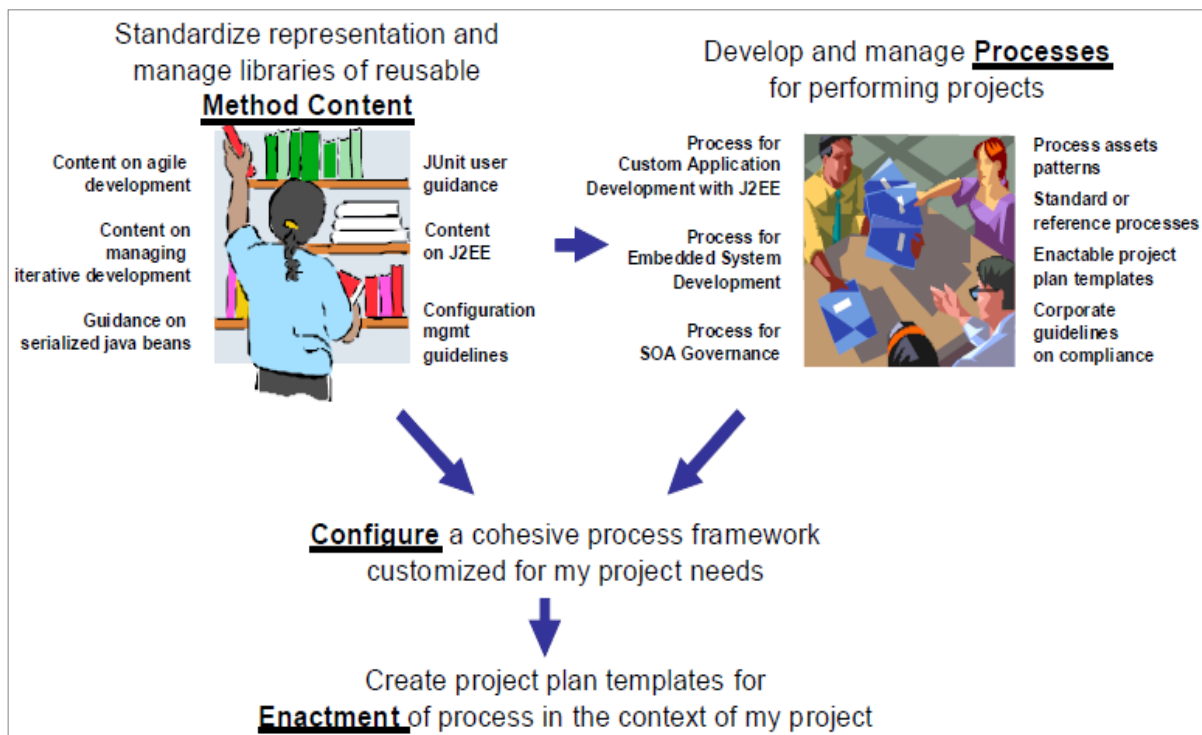 Standardize representation and
manage libraries of reusable
Method Content
Content on agile
development
Content on
managing
iterative development
Guidance on
serialized java beans
JUnit user
guidance
Content
on J2EE
Configuration
mgmt
guidelines
Develop and manage Processes
for performing projects
Process for
Custom Application
Development with J2EE
Process for
Embedded System
Development
Process for
SOA Governance
Process assets
patterns
Standard or
reference processes
Enactable project
plan templates
Corporate
guidelines
on compliance
Configure a cohesive process framework
customized for my project needs
Create project plan templates for
Enactment of process in the context of my project